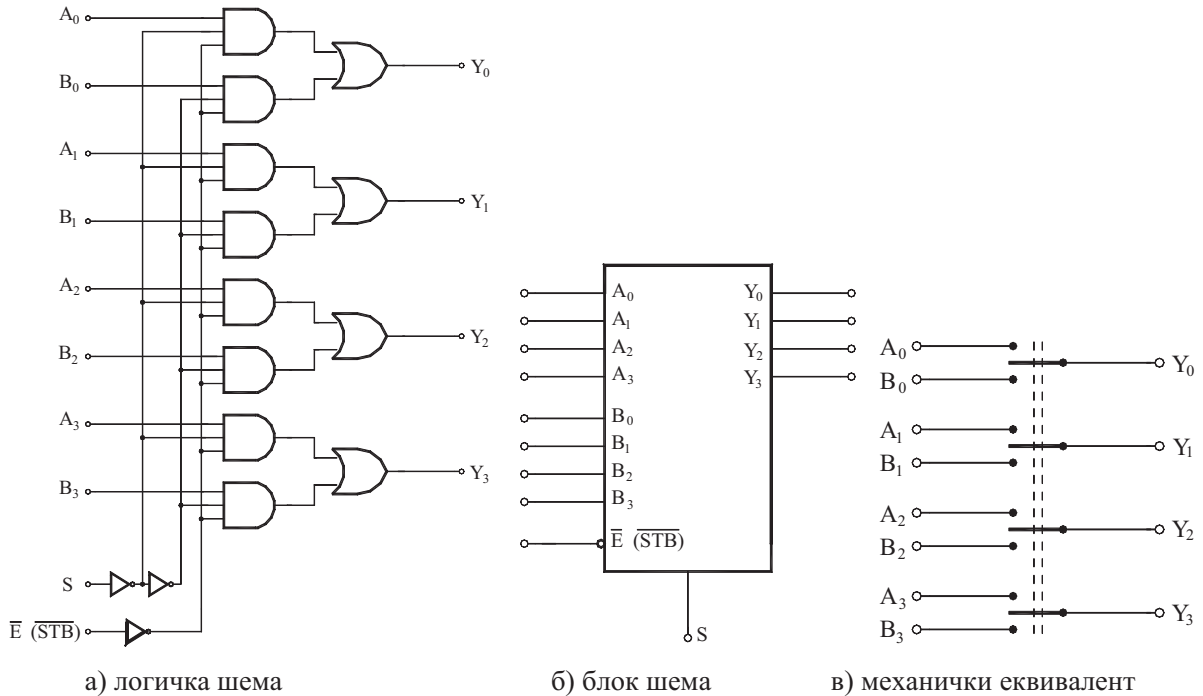 A₀
B₀
A₁
B₁
A₂
B₂
A₃
B₃
S
E̅ (S̅T̅B̅)
Y₀
Y₁
Y₂
Y₃
а) логичка шема
A₀ Y₀
A₁ Y₁
A₂ Y₂
A₃ Y₃
B₀
B₁
B₂
B₃
E̅ (S̅T̅B̅)
S
б) блок шема
A₀
B₀
Y₀
A₁
B₁
Y₁
A₂
B₂
Y₂
A₃
B₃
Y₃
в) механички еквивалент